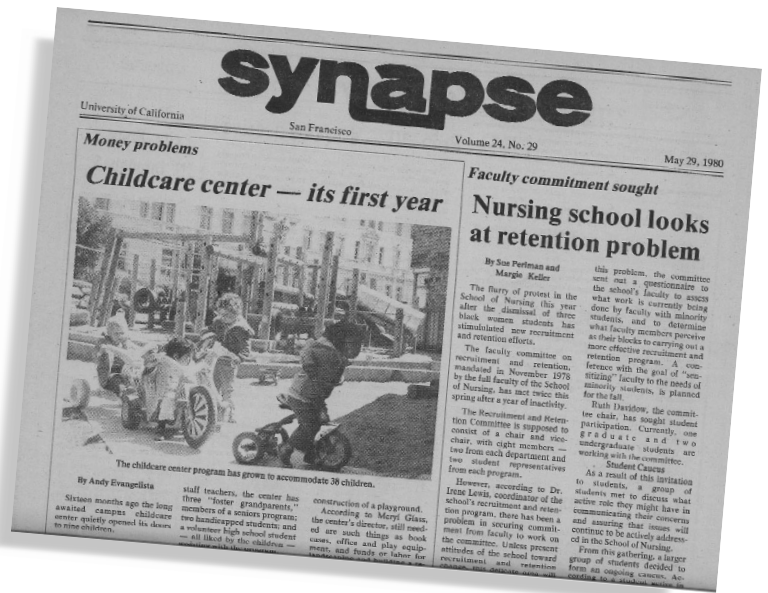 synapse
University of California
San Francisco
Volume 24, No. 29
May 29, 1980
Money problems
Childcare center — its first year
The childcare center program has grown to accommodate 38 children.
By Andy Evangelista
Sixteen months ago the long
awaited campus childcare
center quietly opened its doors
to nine children.
staff teachers, the center has
three "foster grandparents,"
members of a seniors program;
two handicapped students; and
a volunteer high school student
— all liked by the children —
construction of a playground.
According to Meryl Glass,
the center's director, still need-
ed are such things as book
cases, office and play equip-
ment, and funds or labor for
Faculty commitment sought
Nursing school looks
at retention problem
By Sue Perlman and
Margie Keller
The flurry of protest in the
School of Nursing this year
after the dismissal of three
black women students has
stimululated new recruitment
and retention efforts.
The faculty committee on
recruitment and retention,
mandated in November 1978
by the full faculty of the School
of Nursing, has met twice this
spring after a year of inactivity.
The Recruitment and Reten-
tion Committee is supposed to
consist of a chair and vice-
chair, with eight members —
two from each department and
two student representatives
from each program.
However, according to Dr.
Irene Lewis, coordinator of the
school's recruitment and reten-
tion program, there has been a
problem in securing commit-
ment from faculty to work on
the committee. Unless present
attitudes of the school toward
recruitment and retention
this problem, the committee
sent out a questionnaire to
the school's faculty to assess
what work is currently being
done by faculty with minority
students, and to determine
what faculty members perceive
as their blocks to carrying out a
more effective recruitment and
retention program. A con-
ference with the goal of "sen-
sitizing" faculty to the needs of
minority students, is planned
for the fall.
Ruth Davidow, the commit-
tee chair, has sought student
participation. Currently, one
graduate and two
undergraduate students are
working with the committee.
Student Caucus
As a result of this invitation
to students, a group of
students met to discuss what
active role they might have in
communicating their concerns
and assuring that issues will
continue to be actively address-
ed in the School of Nursing.
From this gathering, a larger
group of students decided to
form an ongoing caucus. Ac-